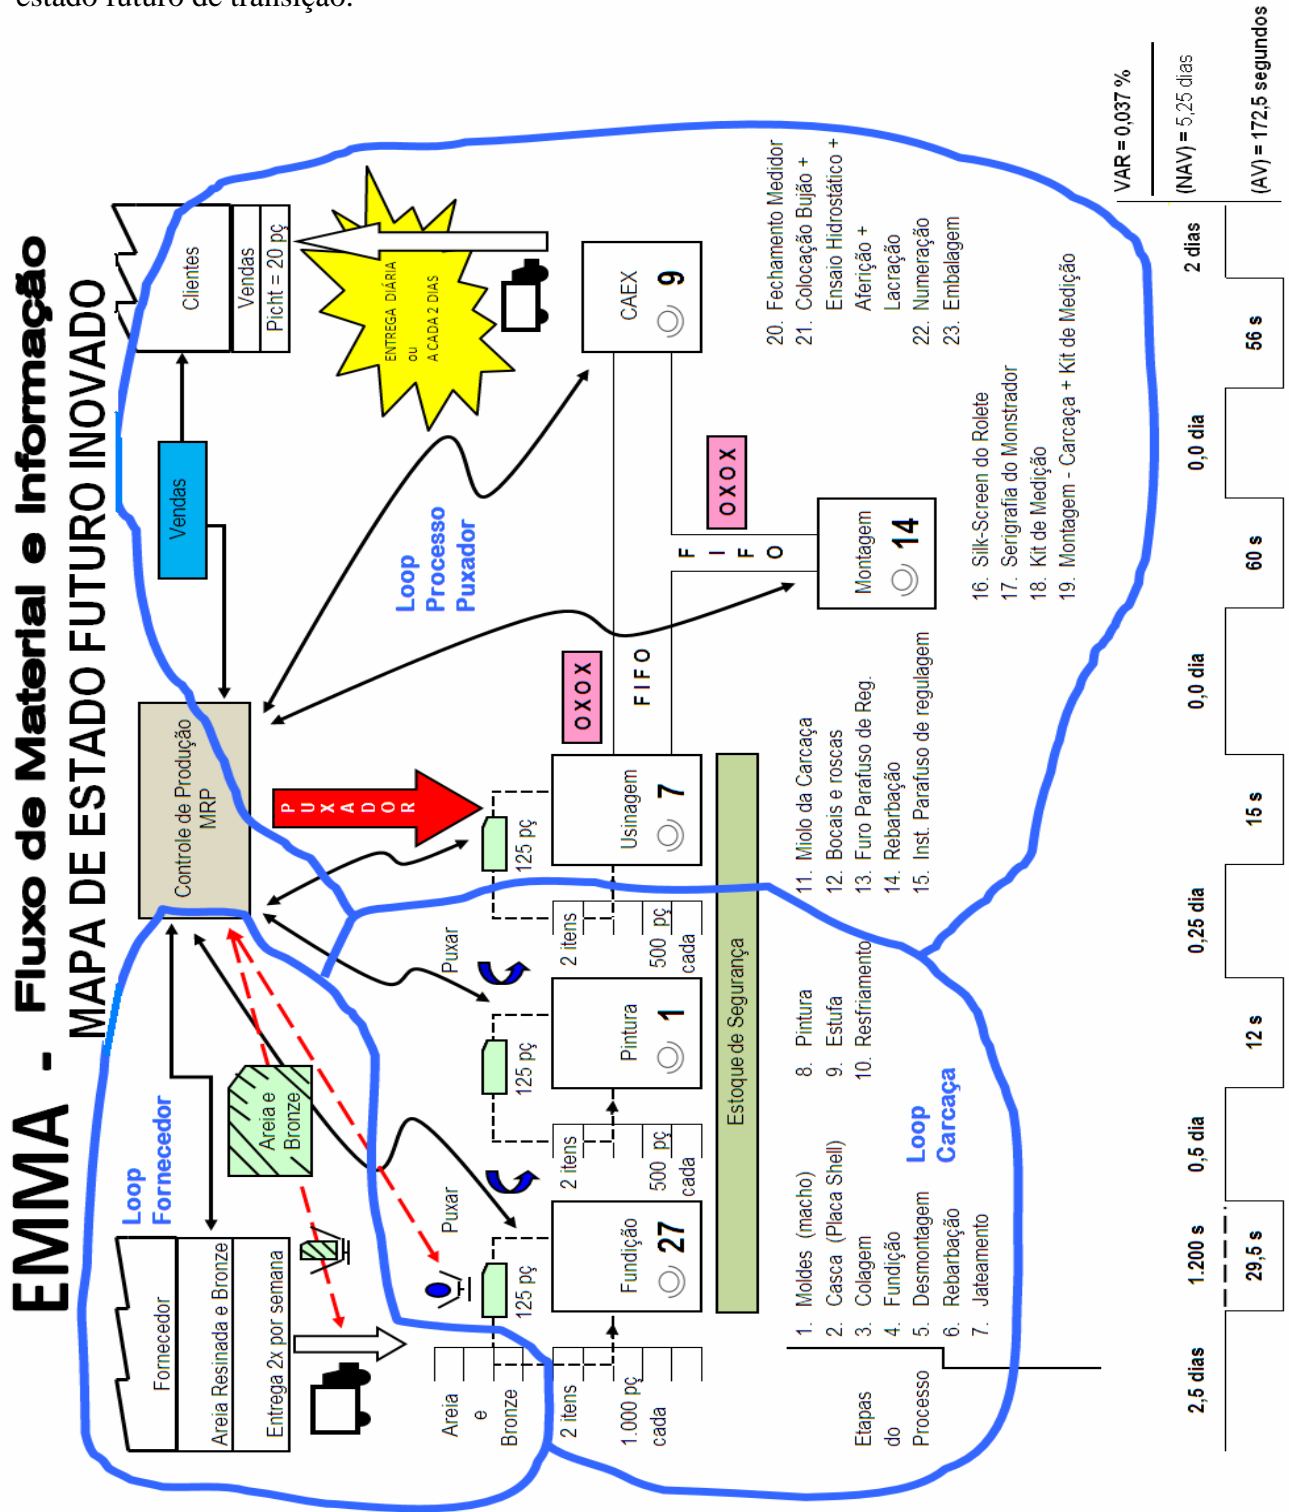 estado futuro de transição.
EMMA - Fluxo de Material e Informação
MAPA DE ESTADO FUTURO INOVADO
Fornecedor
Areia Resinada e Bronze
Entrega 2x por semana
Loop
Fornecedor
Areia e
Bronze
Controle de Produção
MRP
Vendas
Clientes
Vendas
Picht = 20 pç
ENTREGA DIÁRIA
ou
A CADA 2 DIAS
PUXADOR
Loop
Processo
Puxador
Areia
e
Bronze
2 itens
1.000 pç
cada
Puxar
125 pç
Fundição
27
2 itens
500 pç
cada
Puxar
125 pç
Pintura
1
2 itens
500 pç
cada
125 pç
Usinagem
7
OXOX
FIFO
FIFO
OXOX
Montagem
14
CAEX
9
Estoque de Segurança
Etapas
do
Processo
1. Moldes (macho)
2. Casca (Placa Shell)
3. Colagem
4. Fundição
5. Desmontagem
6. Rebarbação
7. Jateamento
Loop
Carcaça
8. Pintura
9. Estufa
10. Resfriamento
11. Miolo da Carcaça
12. Bocais e roscas
13. Furo Parafuso de Reg.
14. Rebarbação
15. Inst. Parafuso de regulagem
16. Silk-Screen do Rolete
17. Serigrafia do Monstrador
18. Kit de Medição
19. Montagem - Carcaça + Kit de Medição
20. Fechamento Medidor
21. Colocação Bujão +
Ensaio Hidrostático +
Aferição +
Lacração
22. Numeração
23. Embalagem
2,5 dias
1.200 s
29,5 s
0,5 dia
12 s
0,25 dia
15 s
0,0 dia
60 s
0,0 dia
56 s
2 dias
VAR = 0,037 %
(NAV) = 5,25 dias
(AV) = 172,5 segundos